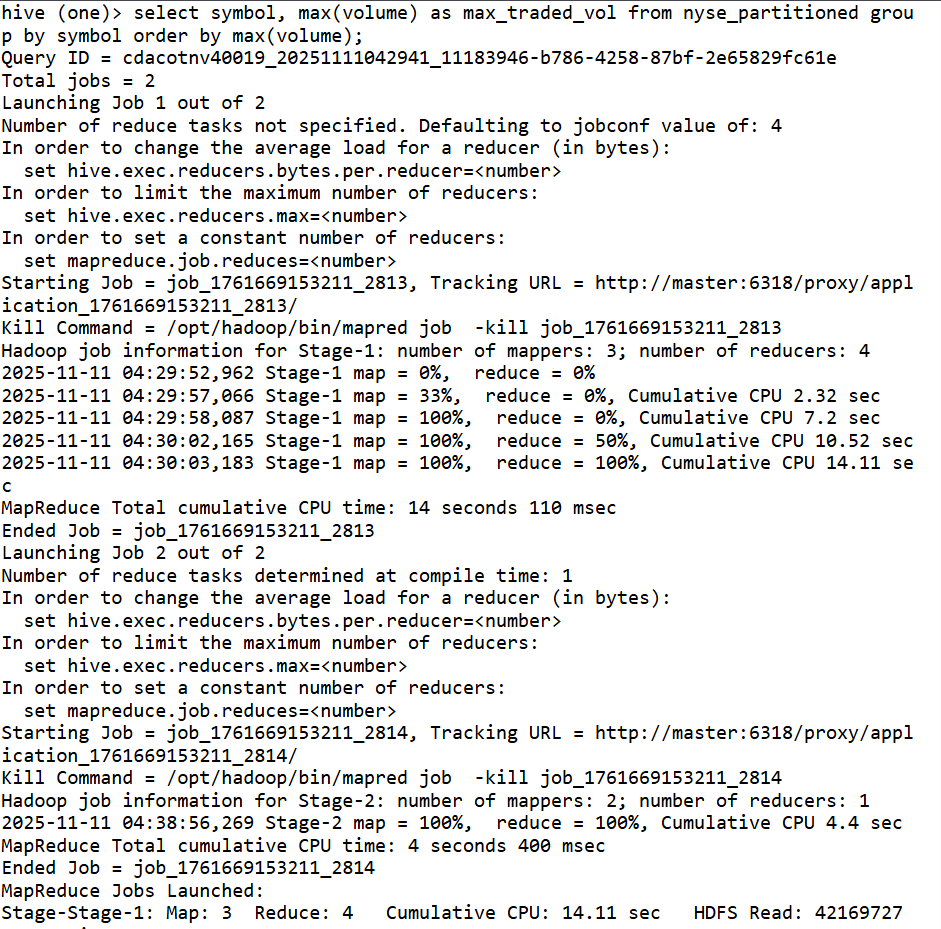 hive (one)> select symbol, max(volume) as max_traded_vol from nyse_partitioned grou
p by symbol order by max(volume);
Query ID = cdacotnv40019_20251111042941_11183946-b786-4258-87bf-2e65829fc61e
Total jobs = 2
Launching Job 1 out of 2
Number of reduce tasks not specified. Defaulting to jobconf value of: 4
In order to change the average load for a reducer (in bytes):
  set hive.exec.reducers.bytes.per.reducer=<number>
In order to limit the maximum number of reducers:
  set hive.exec.reducers.max=<number>
In order to set a constant number of reducers:
  set mapreduce.job.reduces=<number>
Starting Job = job_1761669153211_2813, Tracking URL = http://master:6318/proxy/appl
ication_1761669153211_2813/
Kill Command = /opt/hadoop/bin/mapred job  -kill job_1761669153211_2813
Hadoop job information for Stage-1: number of mappers: 3; number of reducers: 4
2025-11-11 04:29:52,962 Stage-1 map = 0%,  reduce = 0%
2025-11-11 04:29:57,066 Stage-1 map = 33%,  reduce = 0%, Cumulative CPU 2.32 sec
2025-11-11 04:29:58,087 Stage-1 map = 100%,  reduce = 0%, Cumulative CPU 7.2 sec
2025-11-11 04:30:02,165 Stage-1 map = 100%,  reduce = 50%, Cumulative CPU 10.52 sec
2025-11-11 04:30:03,183 Stage-1 map = 100%,  reduce = 100%, Cumulative CPU 14.11 se
c
MapReduce Total cumulative CPU time: 14 seconds 110 msec
Ended Job = job_1761669153211_2813
Launching Job 2 out of 2
Number of reduce tasks determined at compile time: 1
In order to change the average load for a reducer (in bytes):
  set hive.exec.reducers.bytes.per.reducer=<number>
In order to limit the maximum number of reducers:
  set hive.exec.reducers.max=<number>
In order to set a constant number of reducers:
  set mapreduce.job.reduces=<number>
Starting Job = job_1761669153211_2814, Tracking URL = http://master:6318/proxy/appl
ication_1761669153211_2814/
Kill Command = /opt/hadoop/bin/mapred job  -kill job_1761669153211_2814
Hadoop job information for Stage-2: number of mappers: 2; number of reducers: 1
2025-11-11 04:38:56,269 Stage-2 map = 100%,  reduce = 100%, Cumulative CPU 4.4 sec
MapReduce Total cumulative CPU time: 4 seconds 400 msec
Ended Job = job_1761669153211_2814
MapReduce Jobs Launched:
Stage-Stage-1: Map: 3  Reduce: 4   Cumulative CPU: 14.11 sec   HDFS Read: 42169727